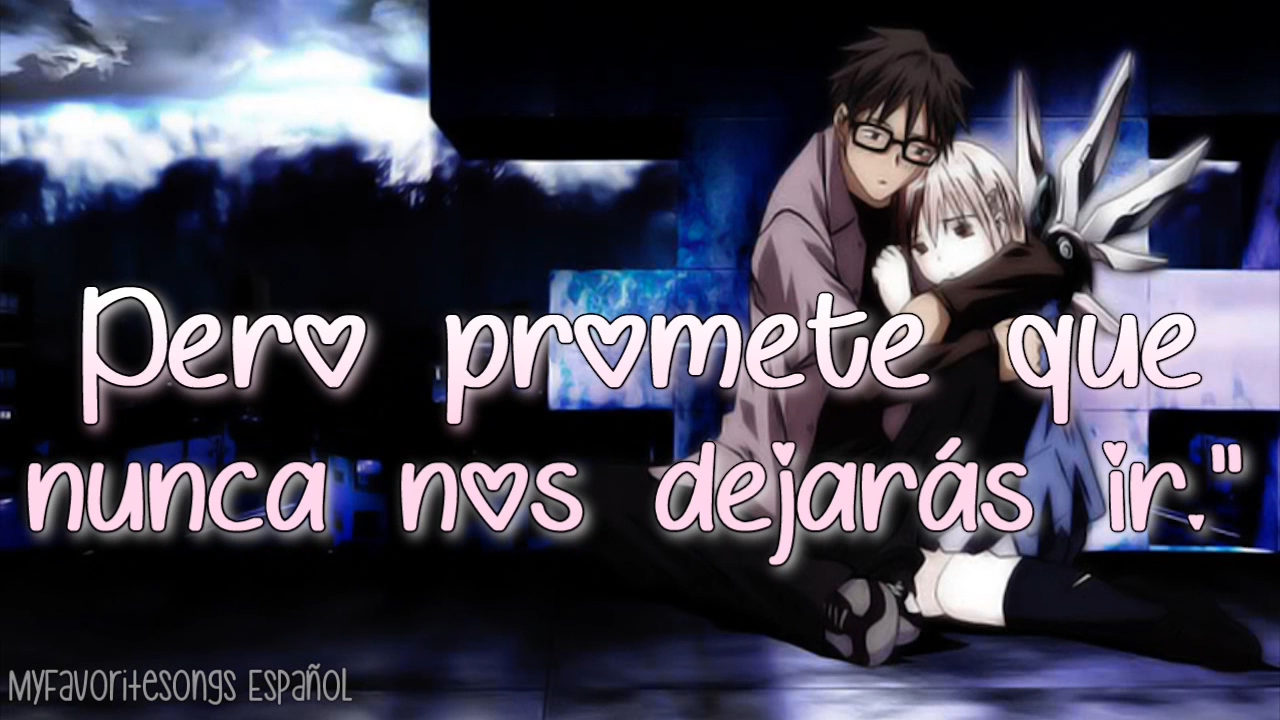 Pero promete que
nunca nos dejarás ir."
MYFAVORITESONGS ESPAÑOL